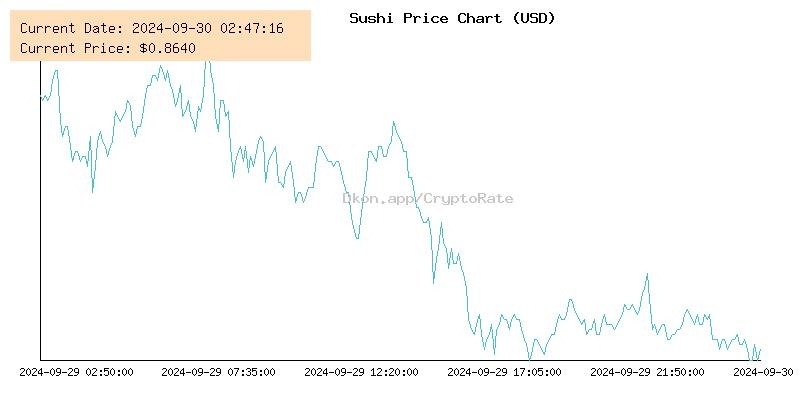 Sushi Price Chart (USD)
Current Date: 2024-09-30 02:47:16
Current Price: $0.8640
Dkon.app/CryptoRate
2024-09-29 02:50:00 2024-09-29 07:35:00 2024-09-29 12:20:00 2024-09-29 17:05:00 2024-09-29 21:50:00 2024-09-30